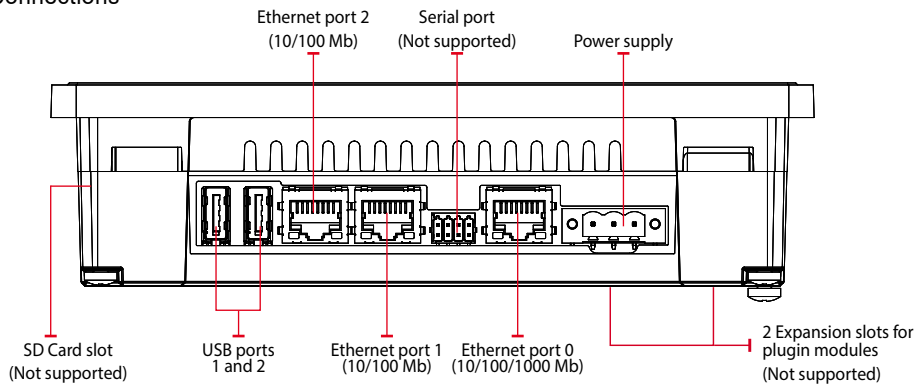 Ethernet port 2
(10/100 Mb)
Serial port
(Not supported)
Power supply
SD Card slot
(Not supported)
USB ports
1 and 2
Ethernet port 1
(10/100 Mb)
Ethernet port 0
(10/100/1000 Mb)
2 Expansion slots for
plugin modules
(Not supported)